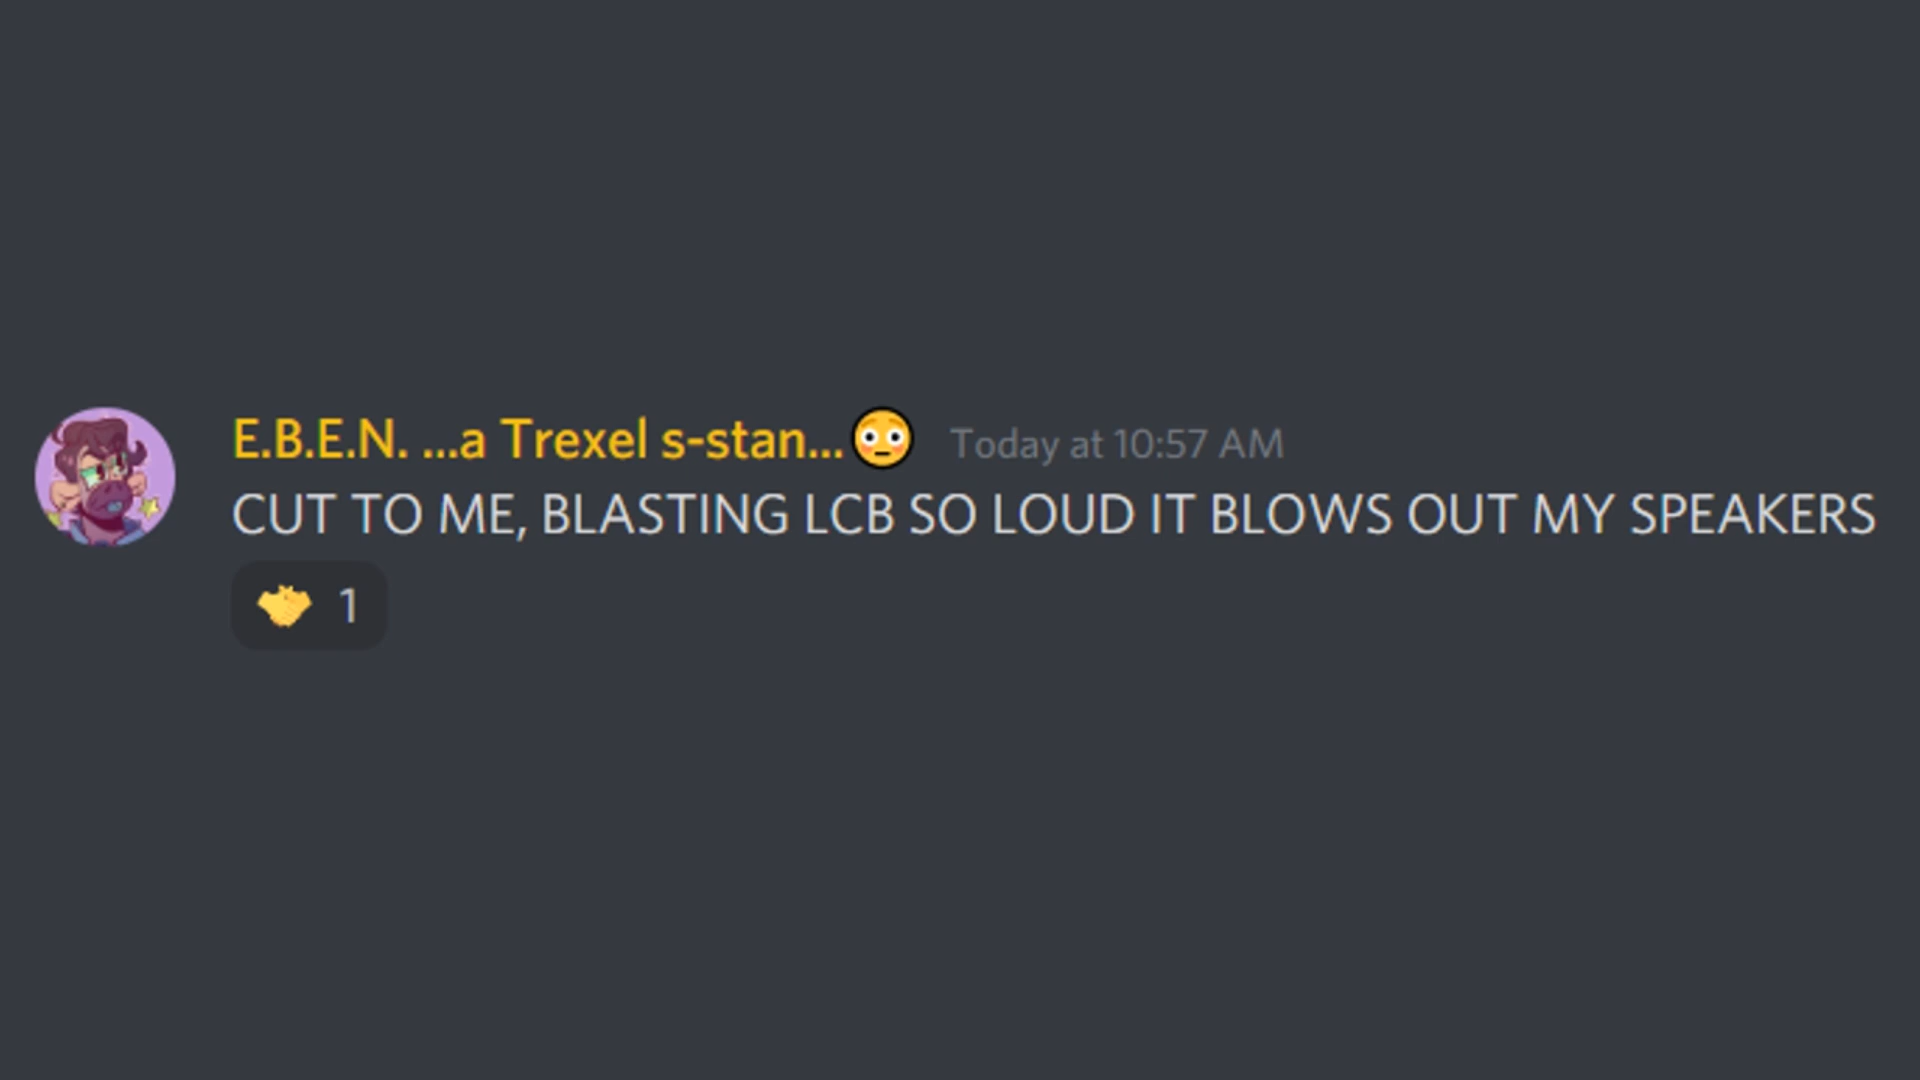 E.B.E.N. ...a Trexel s-stan...😳 Today at 10:57 AM
CUT TO ME, BLASTING LCB SO LOUD IT BLOWS OUT MY SPEAKERS
🤝 1